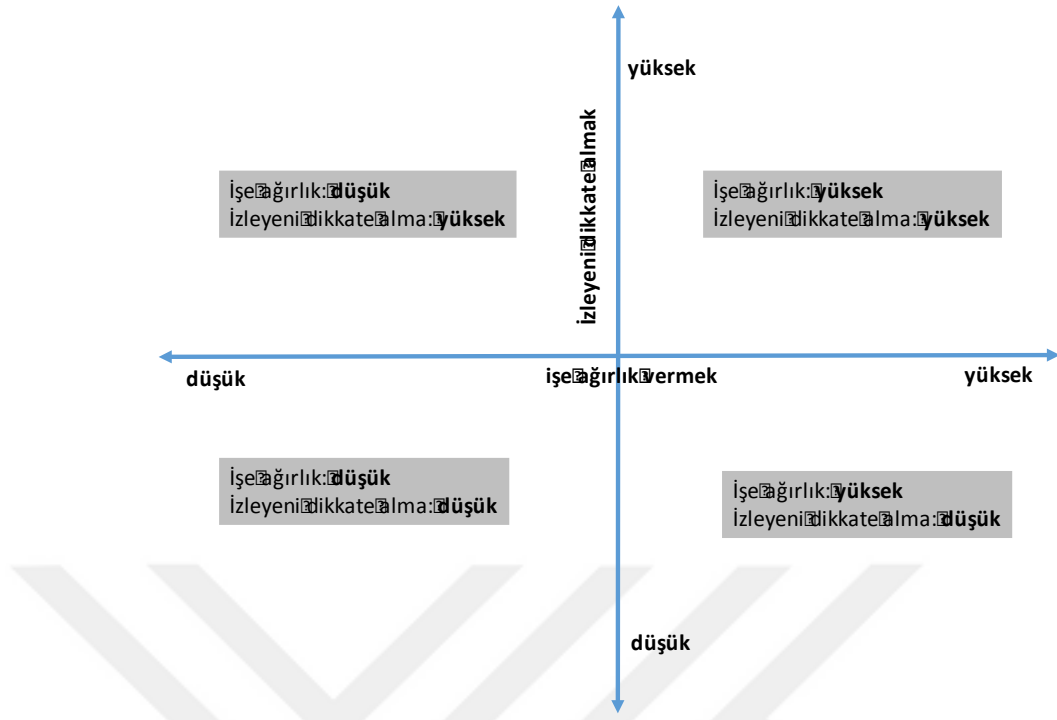 yüksek
izleyeni dikkate almak
İşe ağırlık: düşük
İzleyeni dikkate alma: yüksek
İşe ağırlık: yüksek
İzleyeni dikkate alma: yüksek
düşük
işe ağırlık vermek
yüksek
İşe ağırlık: düşük
İzleyeni dikkate alma: düşük
İşe ağırlık: yüksek
İzleyeni dikkate alma: düşük
düşük